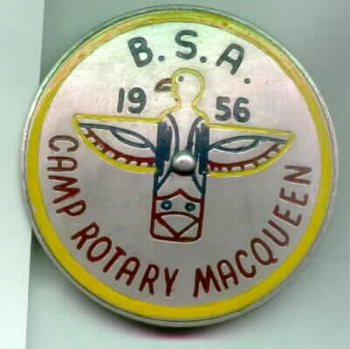 B.S.A.
19 56
CAMP ROTARY MACQUEEN